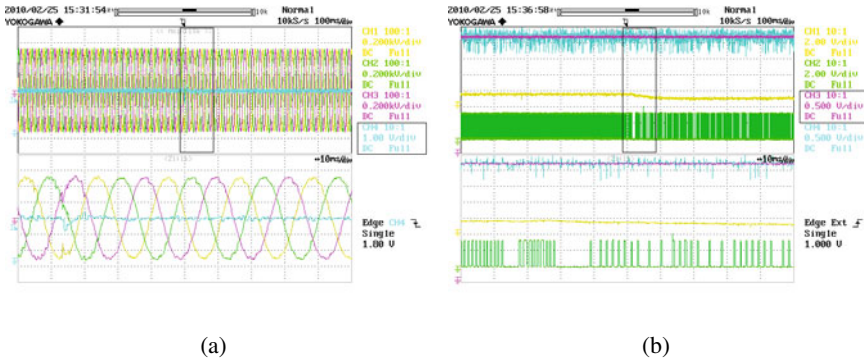 2010/02/25 15:31:54
10k
Normal
YOKOGAWA
10kS/s 100ms/div
CH1 100:1
0.200kV/div
CH2 100:1
0.200kV/div
DC Full
CH3 100:1
0.200kV/div
DC Full
CH4 10:1
1.00 V/div
DC Full
10ms/div
Edge CH4
Single
1.80 V
(a)
2010/02/25 15:36:58
10k
Normal
YOKOGAWA
10kS/s 100ms/div
CH1 10:1
2.00 V/div
DC Full
CH2 10:1
2.00 V/div
DC Full
CH3 10:1
0.500 V/div
DC Full
CH4 10:1
0.500 V/div
DC Full
10ms/div
Edge Ext
Single
1.000 V
(b)